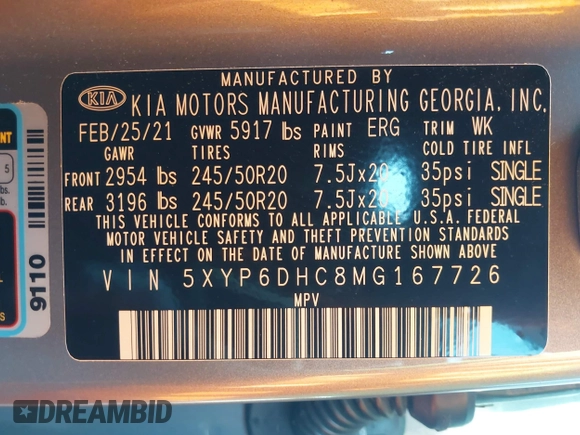 MANUFACTURED BY
KIA KIA MOTORS MANUFACTURING GEORGIA, INC.
FEB/25/21 GVWR 5917 lbs PAINT ERG TRIM WK
GAWR TIRES RIMS COLD TIRE INFL
FRONT 2954 lbs 245/50R20 35psi SINGLE
REAR 3196 lbs 245/50R20 35psi SINGLE
THIS VEHICLE CONFORMS TO ALL APPLICABLE U.S.A. FEDERAL
MOTOR VEHICLE SAFETY AND THEFT PREVENTION STANDARDS
IN EFFECT ON THE DATE OF MANUFACTURE SHOWN ABOVE.
VIN 5XYP6DHC8MG167726
MPV
5
9110
DREAMBID